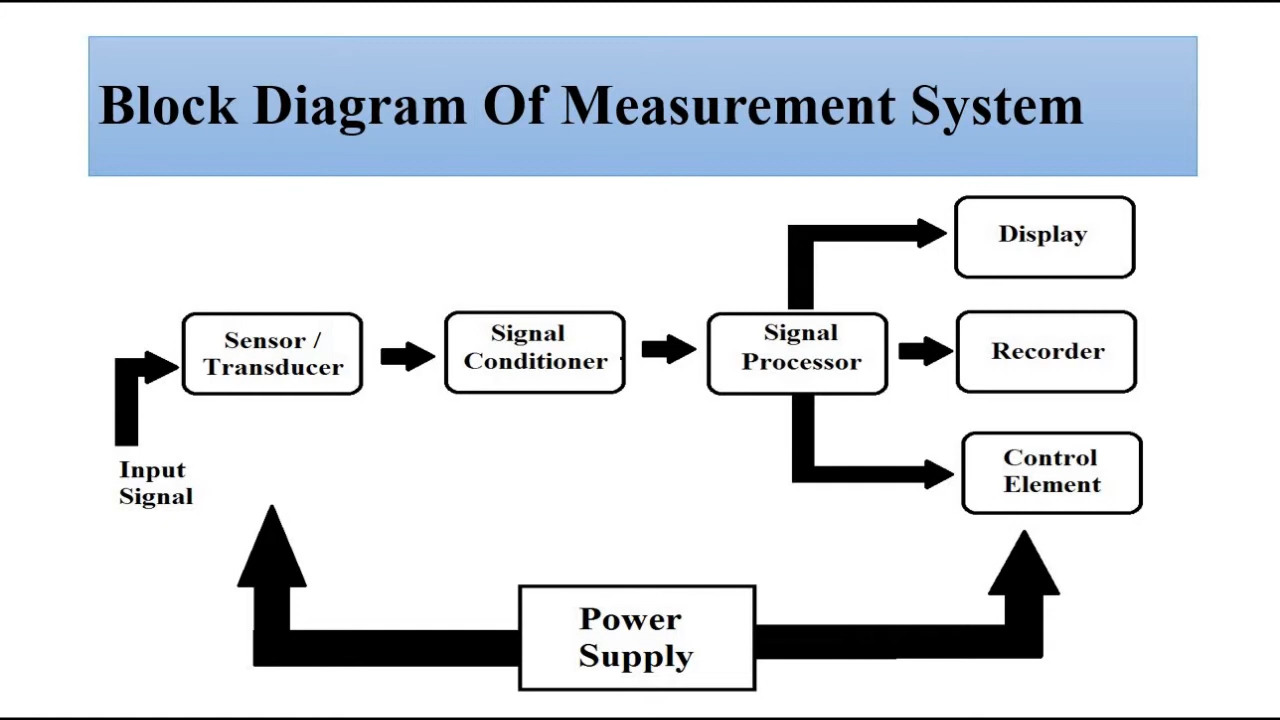 Block Diagram Of Measurement System
Display
Sensor /
Transducer
Signal
Conditioner
Signal
Processor
Recorder
Input
Signal
Control
Element
Power
Supply